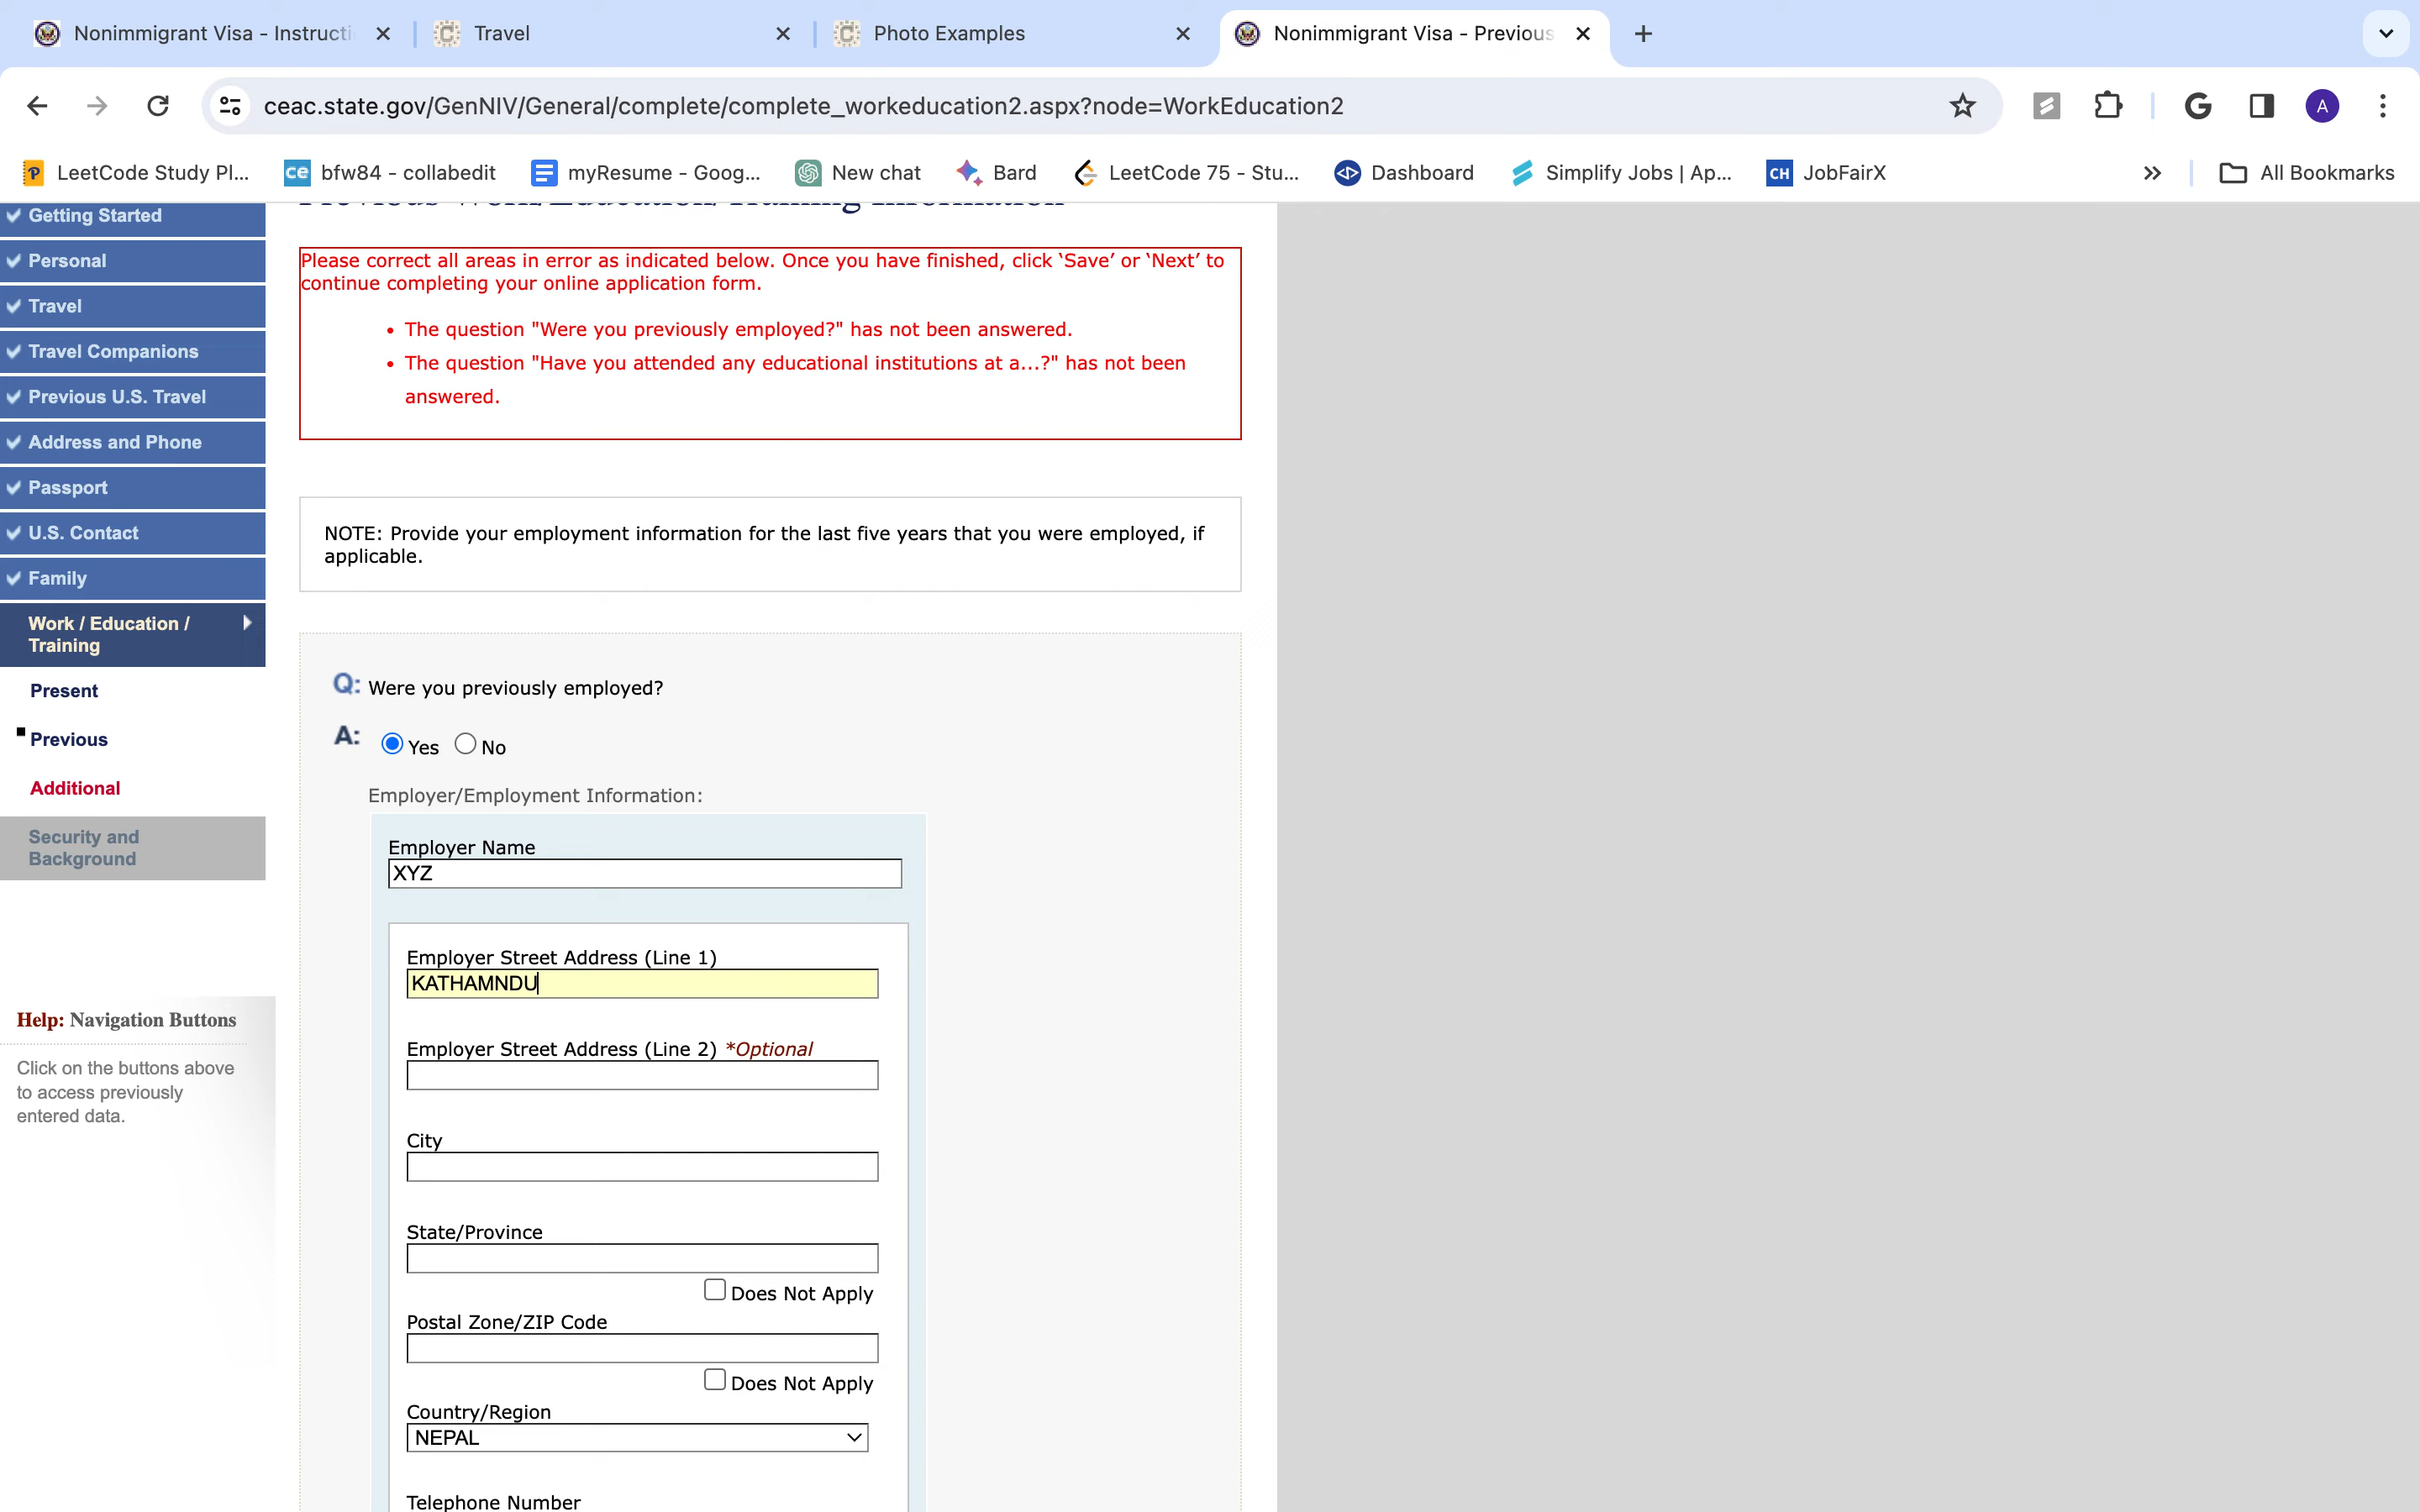 Nonimmigrant Visa - Instructi
Travel
Photo Examples
Nonimmigrant Visa - Previous
ceac.state.gov/GenNIV/General/complete/complete_workeducation2.aspx?node=WorkEducation2
A
LeetCode Study Pl...
ce bfw84 - collabedit
myResume - Goog...
New chat
Bard
LeetCode 75 - Stu...
Dashboard
Simplify Jobs | Ap...
CH JobFairX
All Bookmarks
Previous Work/Education/Training Information
Getting Started
Personal
Travel
Travel Companions
Previous U.S. Travel
Address and Phone
Passport
U.S. Contact
Family
Work / Education /
Training
Present
Previous
Additional
Security and
Background
Help: Navigation Buttons
Click on the buttons above
to access previously
entered data.
Please correct all areas in error as indicated below. Once you have finished, click ‘Save’ or ‘Next’ to
continue completing your online application form.
• The question "Were you previously employed?" has not been answered.
• The question "Have you attended any educational institutions at a...?" has not been
answered.
NOTE: Provide your employment information for the last five years that you were employed, if
applicable.
Q: Were you previously employed?
A: Yes No
Employer/Employment Information:
Employer Name
XYZ
Employer Street Address (Line 1)
KATHAMNDU
Employer Street Address (Line 2) *Optional
City
State/Province
Does Not Apply
Postal Zone/ZIP Code
Does Not Apply
Country/Region
NEPAL
Telephone Number